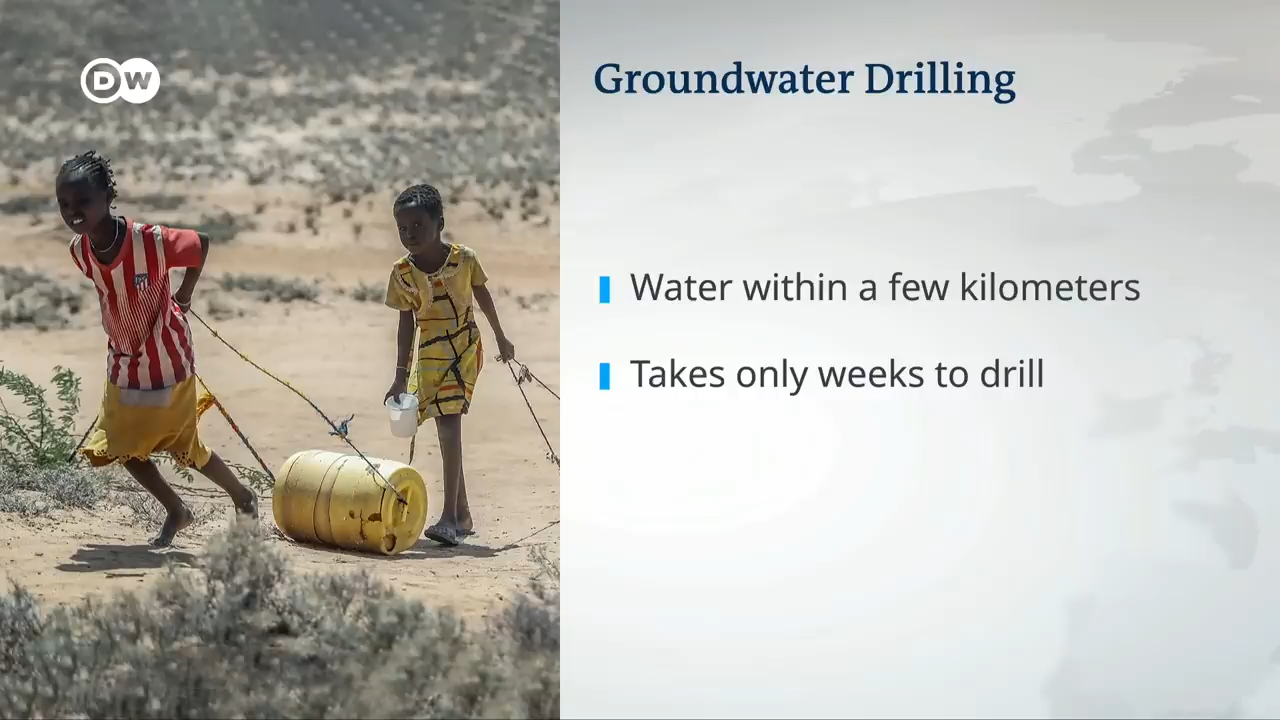 DW
Groundwater Drilling
Water within a few kilometers
Takes only weeks to drill